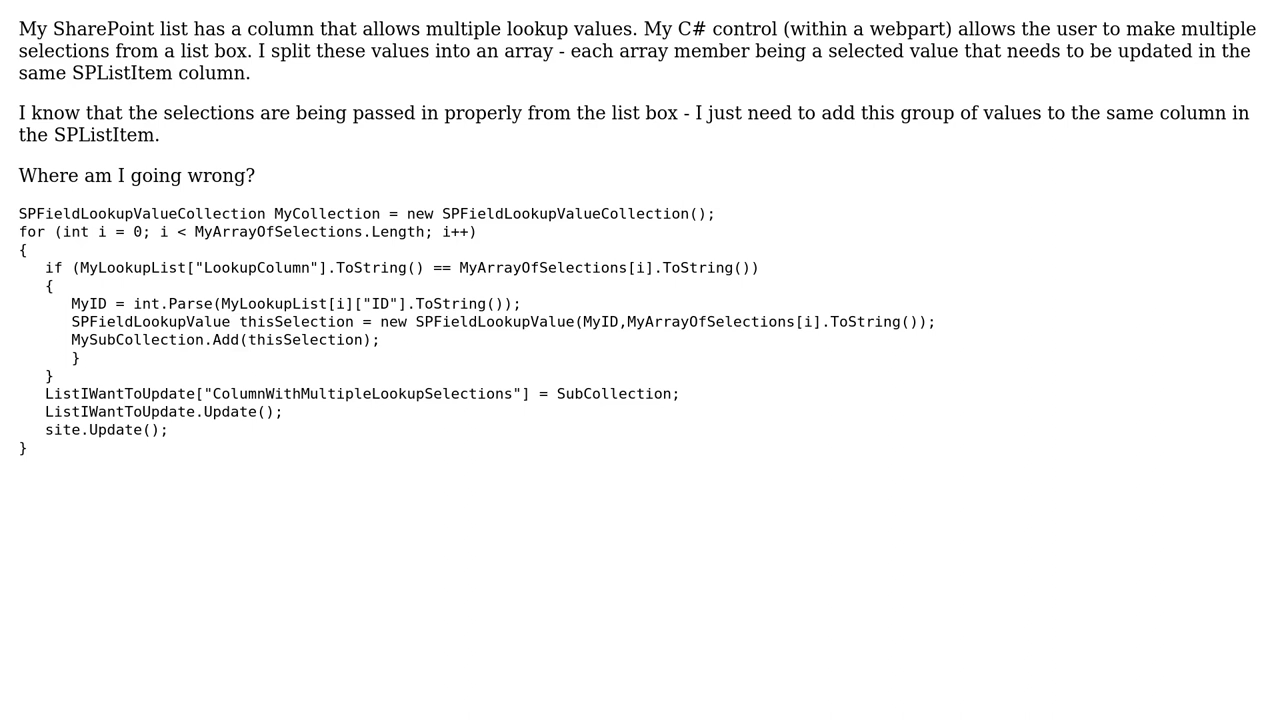 My SharePoint list has a column that allows multiple lookup values. My C# control (within a webpart) allows the user to make multiple
selections from a list box. I split these values into an array - each array member being a selected value that needs to be updated in the
same SPListItem column.
I know that the selections are being passed in properly from the list box - I just need to add this group of values to the same column in
the SPListItem.
Where am I going wrong?
SPFieldLookupValueCollection MyCollection = new SPFieldLookupValueCollection();
for (int i = 0; i < MyArrayOfSelections.Length; i++)
{
   if (MyLookupList["LookupColumn"].ToString() == MyArrayOfSelections[i].ToString())
   {
      MyID = int.Parse(MyLookupList[i]["ID"].ToString());
      SPFieldLookupValue thisSelection = new SPFieldLookupValue(MyID,MyArrayOfSelections[i].ToString());
      MySubCollection.Add(thisSelection);
      }
   }
   ListIWantToUpdate["ColumnWithMultipleLookupSelections"] = SubCollection;
   ListIWantToUpdate.Update();
   site.Update();
}